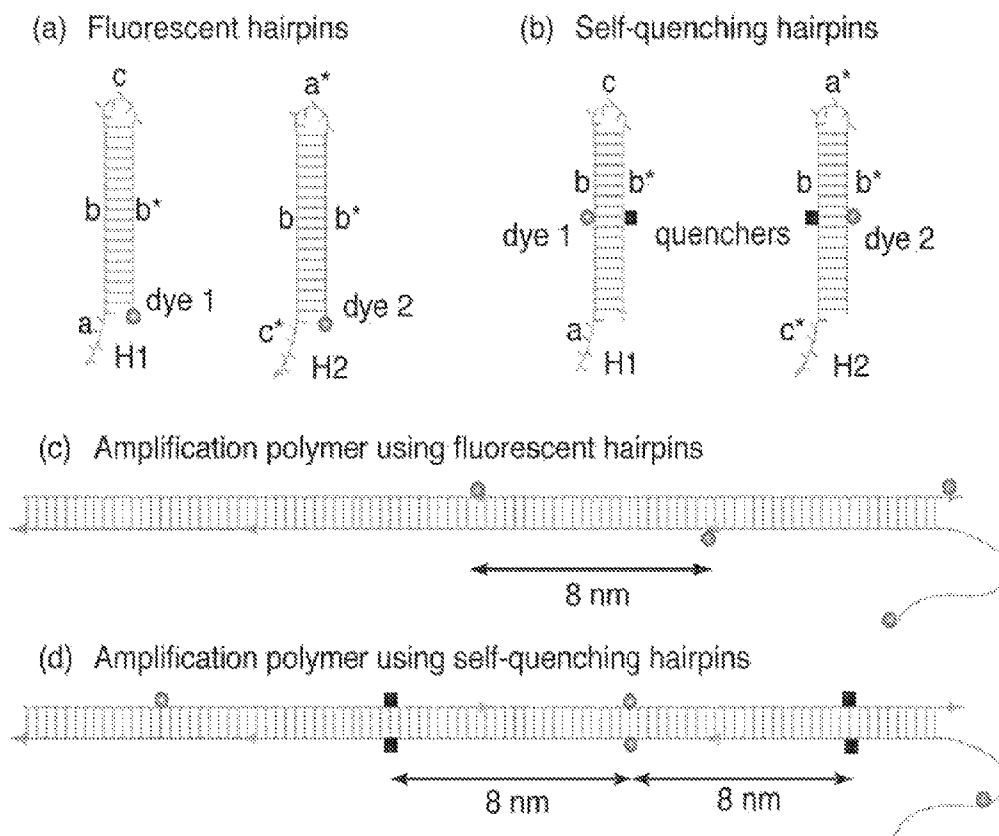 (a) Fluorescent hairpins
(b) Self-quenching hairpins
c
a*
c
a*
b
b*
b
b*
b
b*
b
b*
dye 1
quenchers
dye 2
dye 1
dye 2
a
c*
a
c*
H1
H2
H1
H2
(c) Amplification polymer using fluorescent hairpins
8 nm
(d) Amplification polymer using self-quenching hairpins
8 nm
8 nm